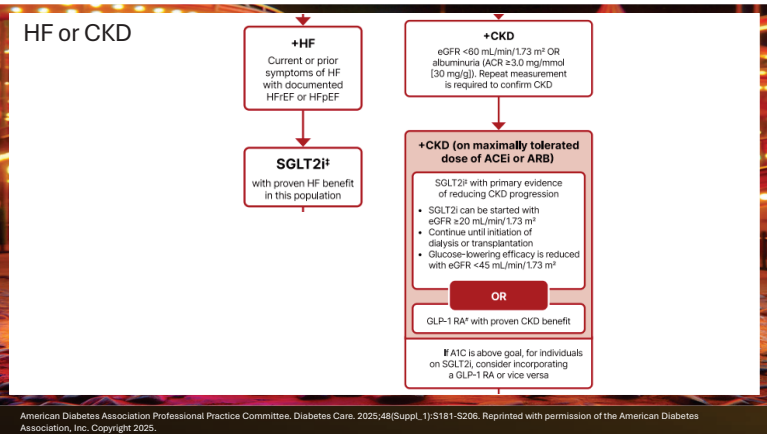 HF or CKD
+HF
Current or prior
symptoms of HF
with documented
HFrEF or HFpEF
SGLT2i‡
with proven HF benefit
in this population
+CKD
eGFR <60 mL/min/1.73 m² OR
albuminuria (ACR ≥3.0 mg/mmol
[30 mg/g]). Repeat measurement
is required to confirm CKD
+CKD (on maximally tolerated
dose of ACEi or ARB)
SGLT2i‡ with primary evidence
of reducing CKD progression
• SGLT2i can be started with
eGFR ≥20 mL/min/1.73 m²
• Continue until initiation of
dialysis or transplantation
• Glucose-lowering efficacy is reduced
with eGFR <45 mL/min/1.73 m²
OR
GLP-1 RA# with proven CKD benefit
If A1C is above goal, for individuals
on SGLT2i, consider incorporating
a GLP-1 RA or vice versa
American Diabetes Association Professional Practice Committee. Diabetes Care. 2025;48(Suppl_1):S181-S206. Reprinted with permission of the American Diabetes
Association, Inc. Copyright 2025.